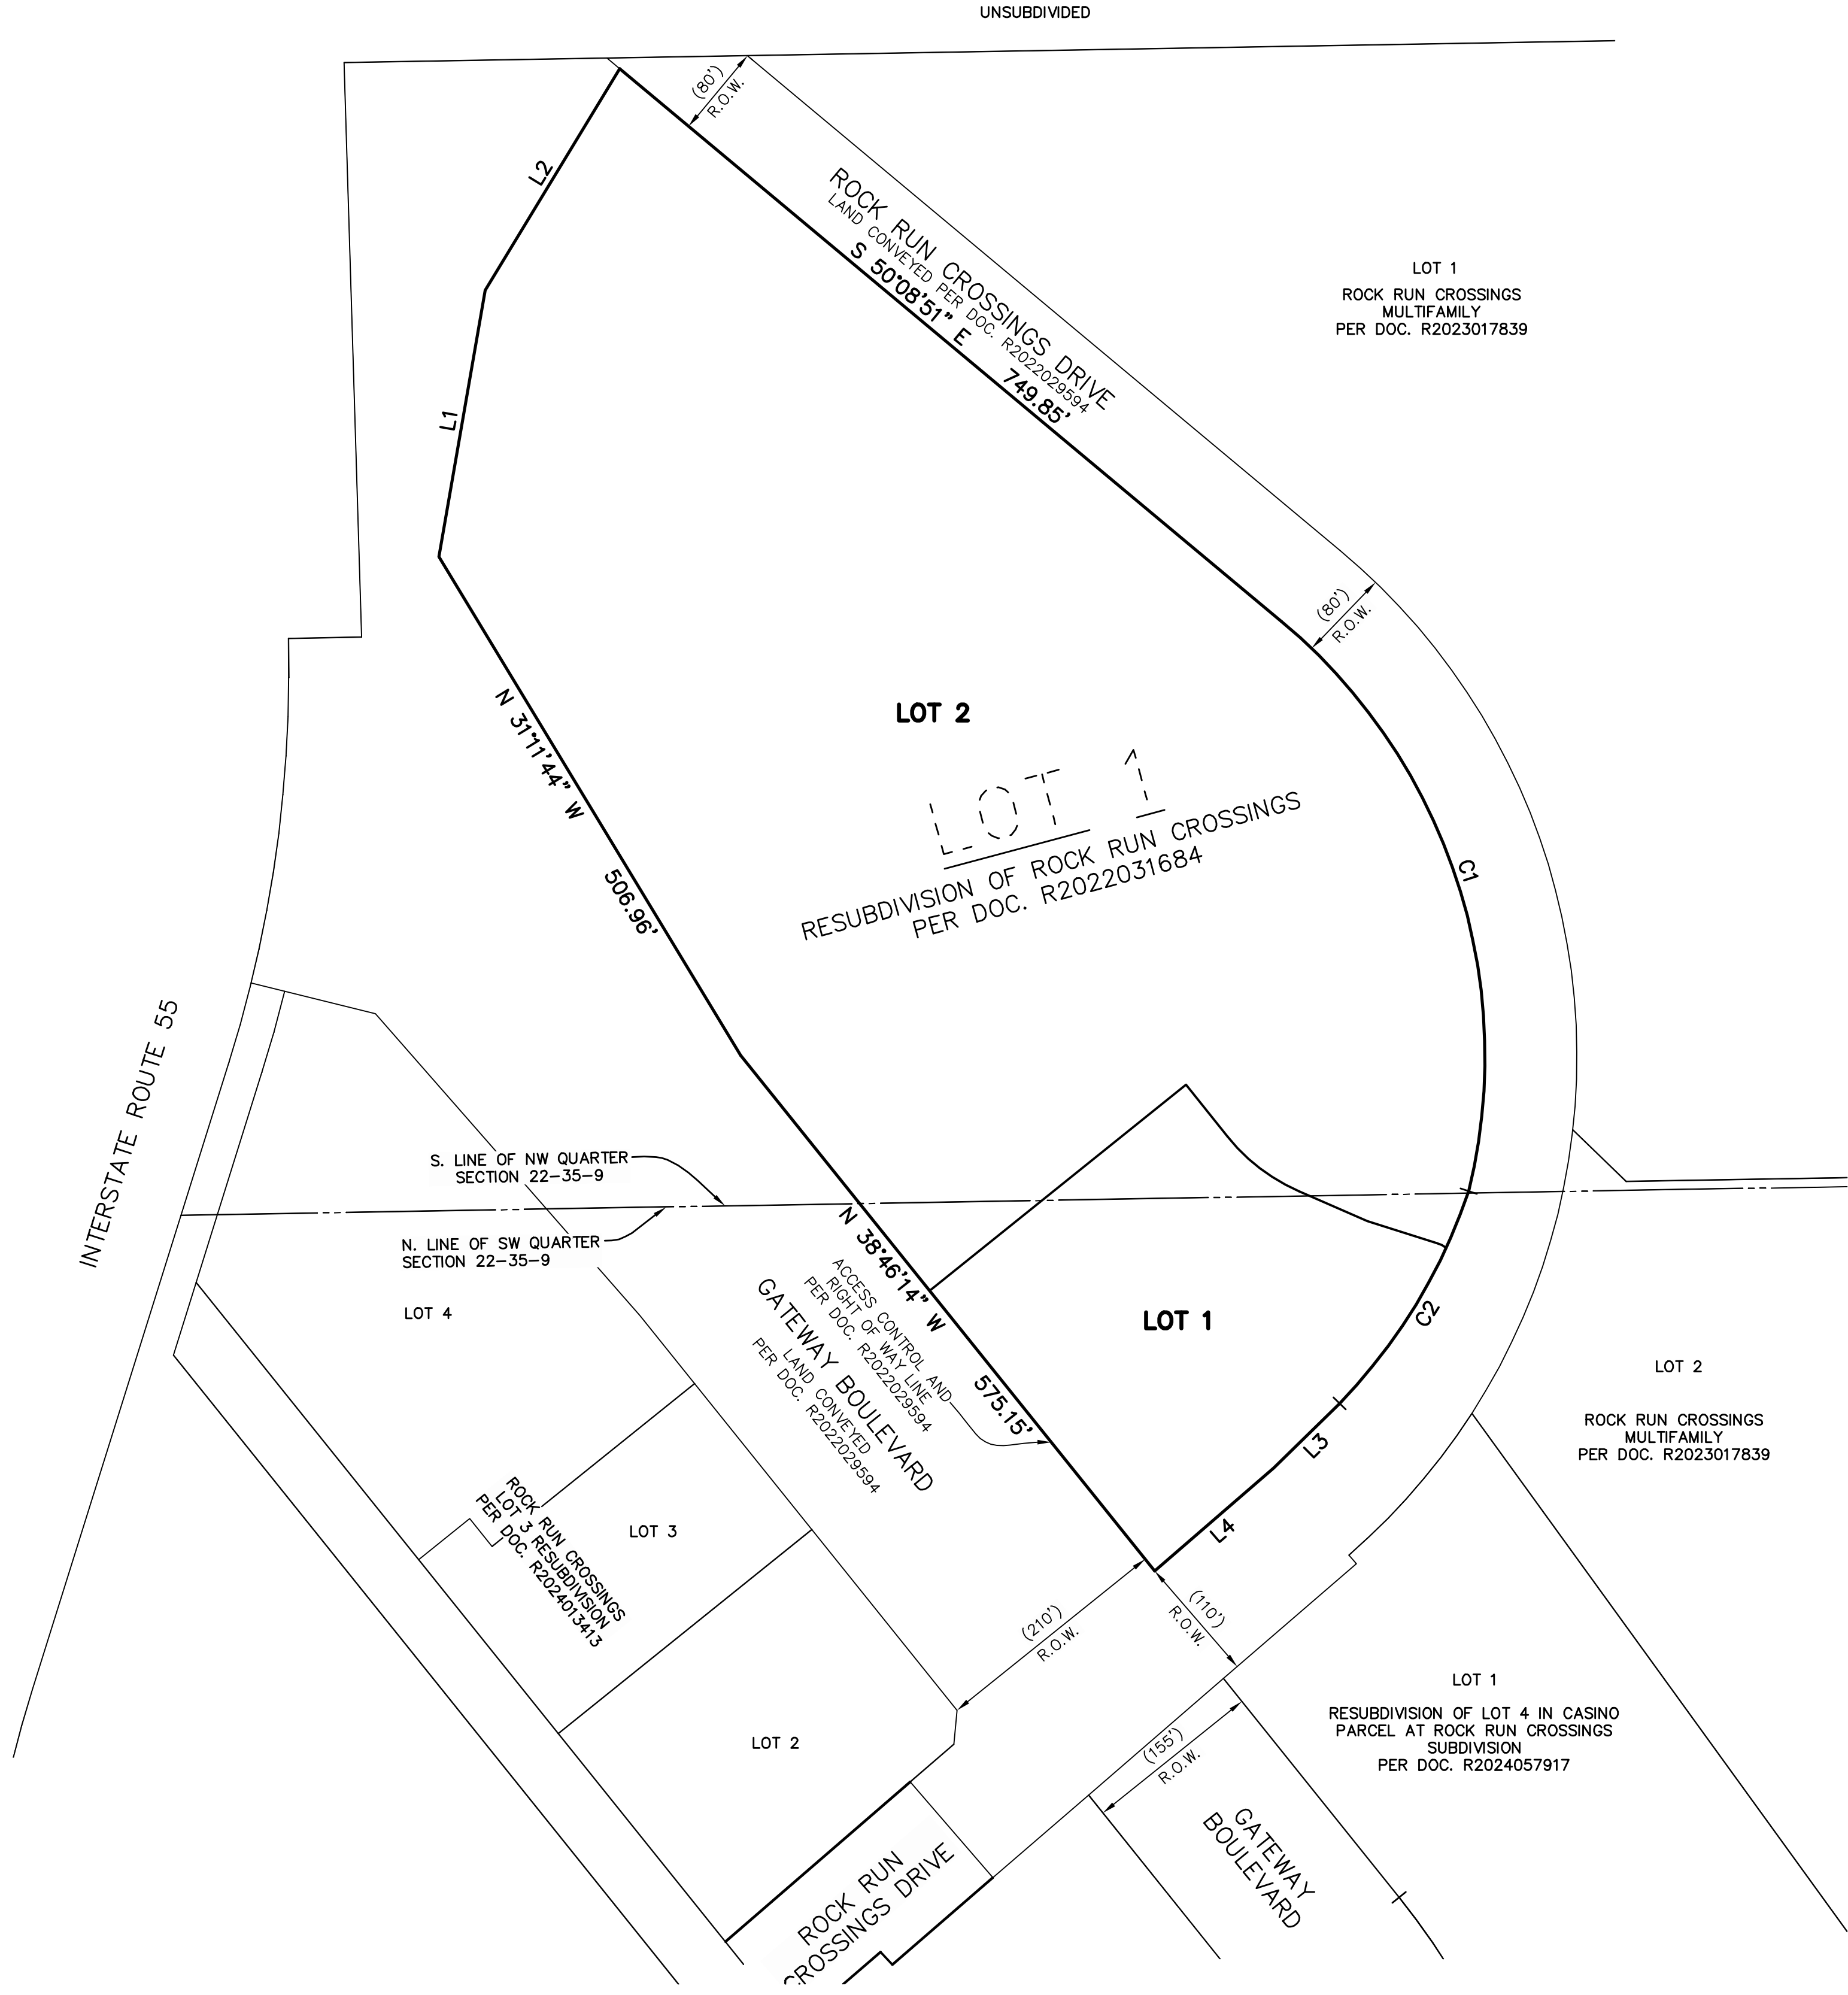 UNSUBDIVIDED
(80')
R.O.W.
L2
ROCK RUN CROSSINGS DRIVE
LAND CONVEYED PER DOC. R2022029594
S 50°08'51" E 749.85'
LOT 1
ROCK RUN CROSSINGS
MULTIFAMILY
PER DOC. R2023017839
L1
(80')
R.O.W.
N 31°11'44" W 506.96'
LOT 2
LOT 1
RESUBDIVISION OF ROCK RUN CROSSINGS
PER DOC. R2022031684
C1
INTERSTATE ROUTE 55
S. LINE OF NW QUARTER
SECTION 22-35-9
N. LINE OF SW QUARTER
SECTION 22-35-9
N 38°46'14" W 575.15'
ACCESS CONTROL AND
RIGHT OF WAY LINE
PER DOC. R2022029594
GATEWAY BOULEVARD
LAND CONVEYED
PER DOC. R2022029594
LOT 4
LOT 1
C2
LOT 2
ROCK RUN CROSSINGS
MULTIFAMILY
PER DOC. R2023017839
L3
L4
ROCK RUN CROSSINGS
LOT 3 RESUBDIVISION
PER DOC. R2024013413
LOT 3
(210')
R.O.W.
(110')
R.O.W.
LOT 1
RESUBDIVISION OF LOT 4 IN CASINO
PARCEL AT ROCK RUN CROSSINGS
SUBDIVISION
PER DOC. R2024057917
LOT 2
(155')
R.O.W.
GATEWAY
BOULEVARD
ROCK RUN
CROSSINGS DRIVE